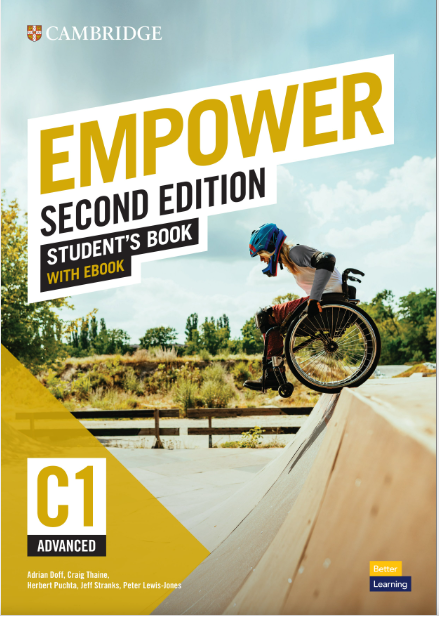 CAMBRIDGE
EMPOWER
SECOND EDITION
STUDENT'S BOOK
WITH EBOOK
C1
ADVANCED
Adrian Doff, Craig Thaine,
Herbert Puchta, Jeff Stranks, Peter Lewis-Jones
Better
Learning